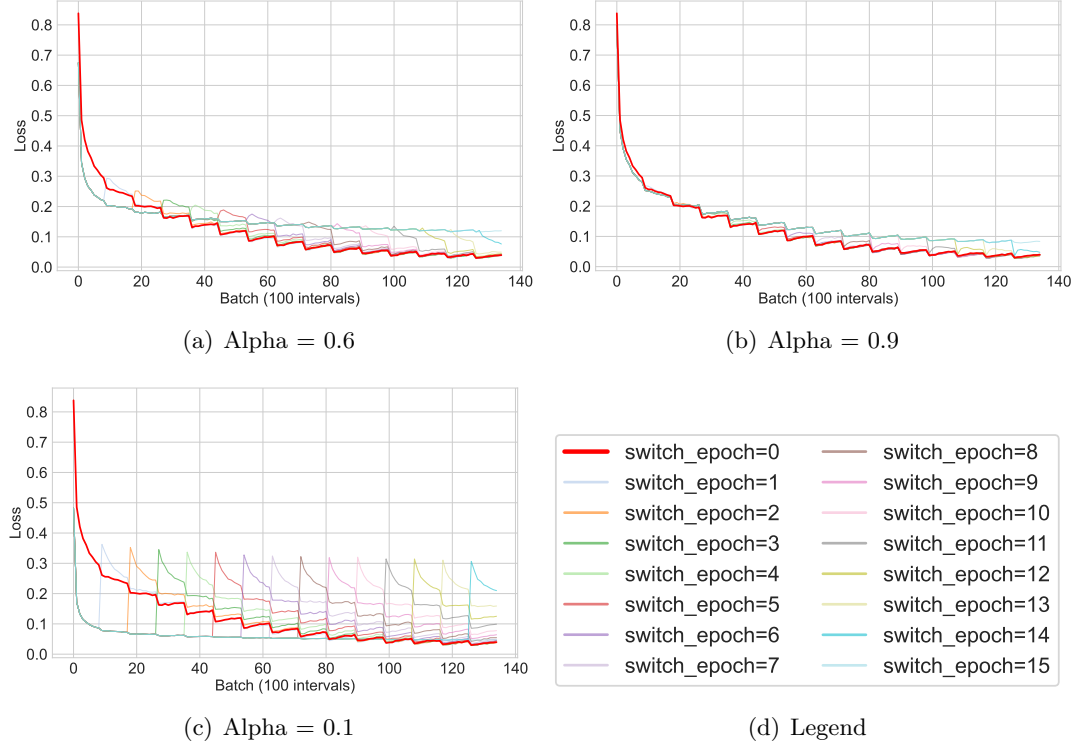 0.8
0.7
0.6
0.5
0.4
0.3
0.2
0.1
0.0
Loss
0 20 40 60 80 100 120 140
Batch (100 intervals)
(a) Alpha = 0.6
0.8
0.7
0.6
0.5
0.4
0.3
0.2
0.1
0.0
Loss
0 20 40 60 80 100 120 140
Batch (100 intervals)
(b) Alpha = 0.9
0.8
0.7
0.6
0.5
0.4
0.3
0.2
0.1
0.0
Loss
0 20 40 60 80 100 120 140
Batch (100 intervals)
(c) Alpha = 0.1
switch_epoch=0
switch_epoch=1
switch_epoch=2
switch_epoch=3
switch_epoch=4
switch_epoch=5
switch_epoch=6
switch_epoch=7
switch_epoch=8
switch_epoch=9
switch_epoch=10
switch_epoch=11
switch_epoch=12
switch_epoch=13
switch_epoch=14
switch_epoch=15
(d) Legend